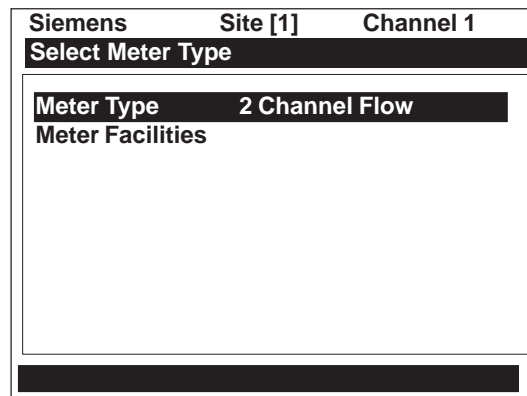 Siemens Site [1] Channel 1
Select Meter Type
Meter Type 2 Channel Flow
Meter Facilities